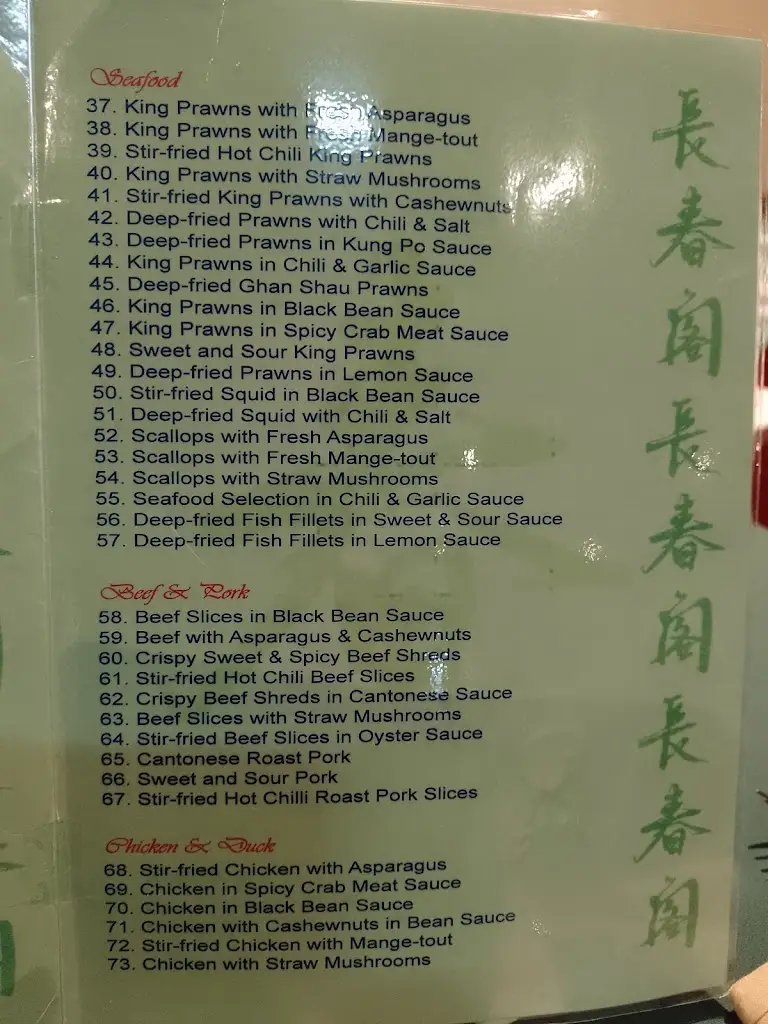 Seafood
37. King Prawns with Fresh Asparagus
38. King Prawns with Fresh Mange-tout
39. Stir-fried Hot Chili King Prawns
40. King Prawns with Straw Mushrooms
41. Stir-fried King Prawns with Cashewnuts
42. Deep-fried Prawns with Chili & Salt
43. Deep-fried Prawns in Kung Po Sauce
44. King Prawns in Chili & Garlic Sauce
45. Deep-fried Ghan Shau Prawns
46. King Prawns in Black Bean Sauce
47. King Prawns in Spicy Crab Meat Sauce
48. Sweet and Sour King Prawns
49. Deep-fried Prawns in Lemon Sauce
50. Stir-fried Squid in Black Bean Sauce
51. Deep-fried Squid with Chili & Salt
52. Scallops with Fresh Asparagus
53. Scallops with Fresh Mange-tout
54. Scallops with Straw Mushrooms
55. Seafood Selection in Chili & Garlic Sauce
56. Deep-fried Fish Fillets in Sweet & Sour Sauce
57. Deep-fried Fish Fillets in Lemon Sauce
Beef & Pork
58. Beef Slices in Black Bean Sauce
59. Beef with Asparagus & Cashewnuts
60. Crispy Sweet & Spicy Beef Shreds
61. Stir-fried Hot Chili Beef Slices
62. Crispy Beef Shreds in Cantonese Sauce
63. Beef Slices with Straw Mushrooms
64. Stir-fried Beef Slices in Oyster Sauce
65. Cantonese Roast Pork
66. Sweet and Sour Pork
67. Stir-fried Hot Chilli Roast Pork Slices
Chicken & Duck
68. Stir-fried Chicken with Asparagus
69. Chicken in Spicy Crab Meat Sauce
70. Chicken in Black Bean Sauce
71. Chicken with Cashewnuts in Bean Sauce
72. Stir-fried Chicken with Mange-tout
73. Chicken with Straw Mushrooms
長春閣長春閣長春閣